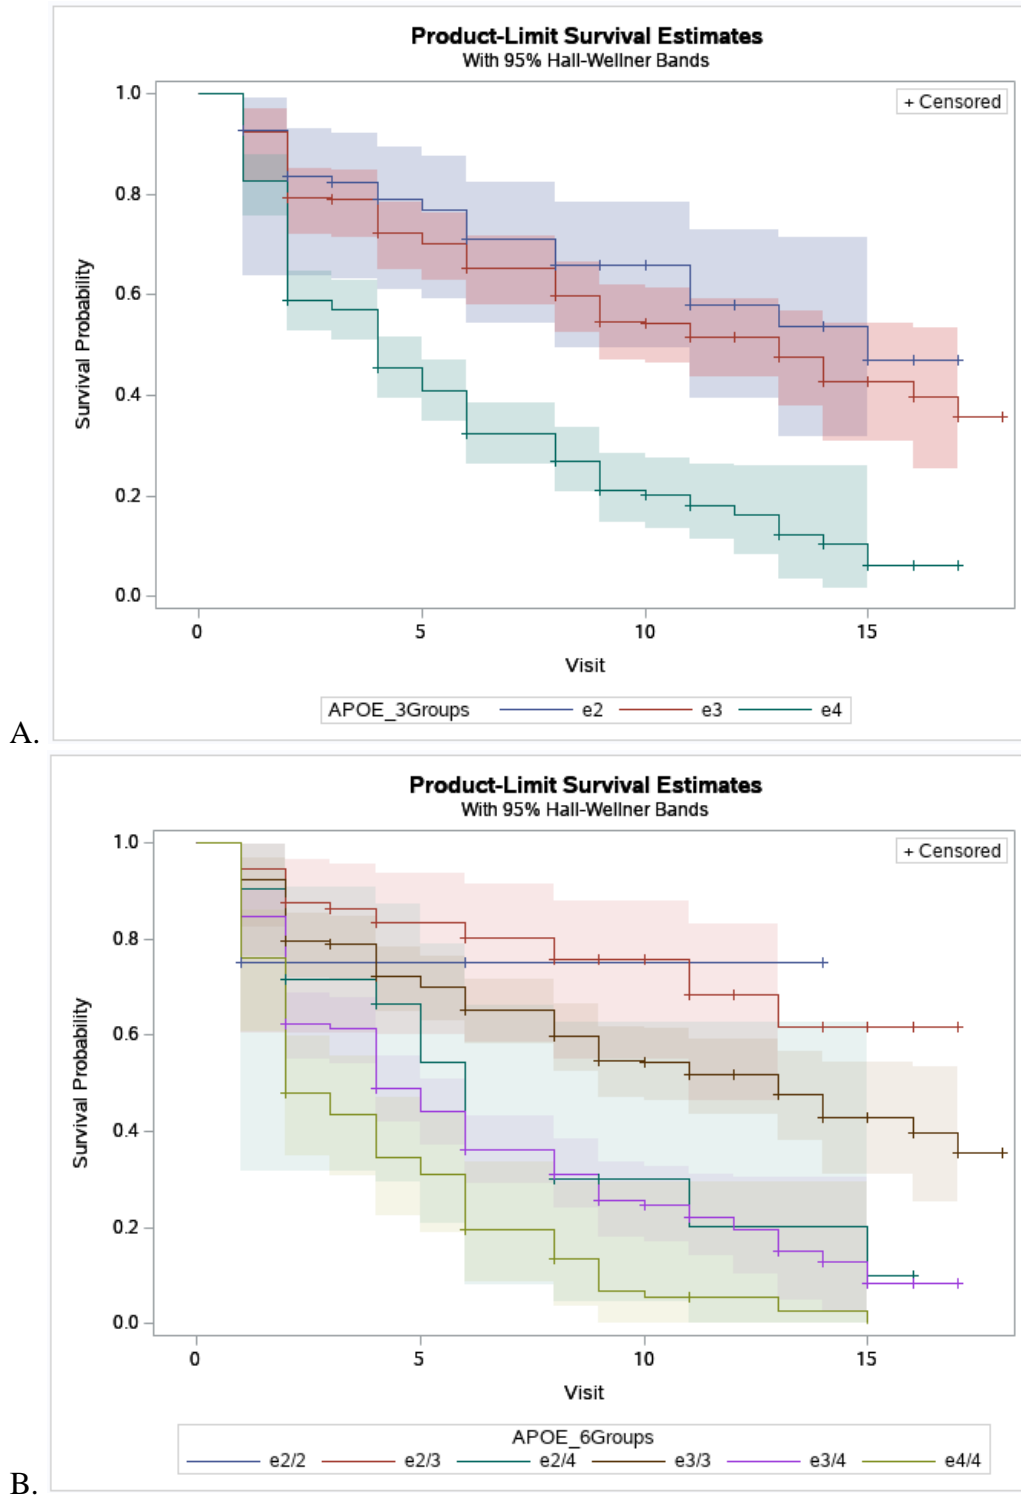 Product-Limit Survival Estimates
With 95% Hall-Wellner Bands
+ Censored
1.0
0.8
0.6
0.4
0.2
0.0
Survival Probability
0 5 10 15
Visit
APOE_3Groups e2 e3 e4
A.
Product-Limit Survival Estimates
With 95% Hall-Wellner Bands
+ Censored
1.0
0.8
0.6
0.4
0.2
0.0
Survival Probability
0 5 10 15
Visit
APOE_6Groups
e2/2 e2/3 e2/4 e3/3 e3/4 e4/4
B.